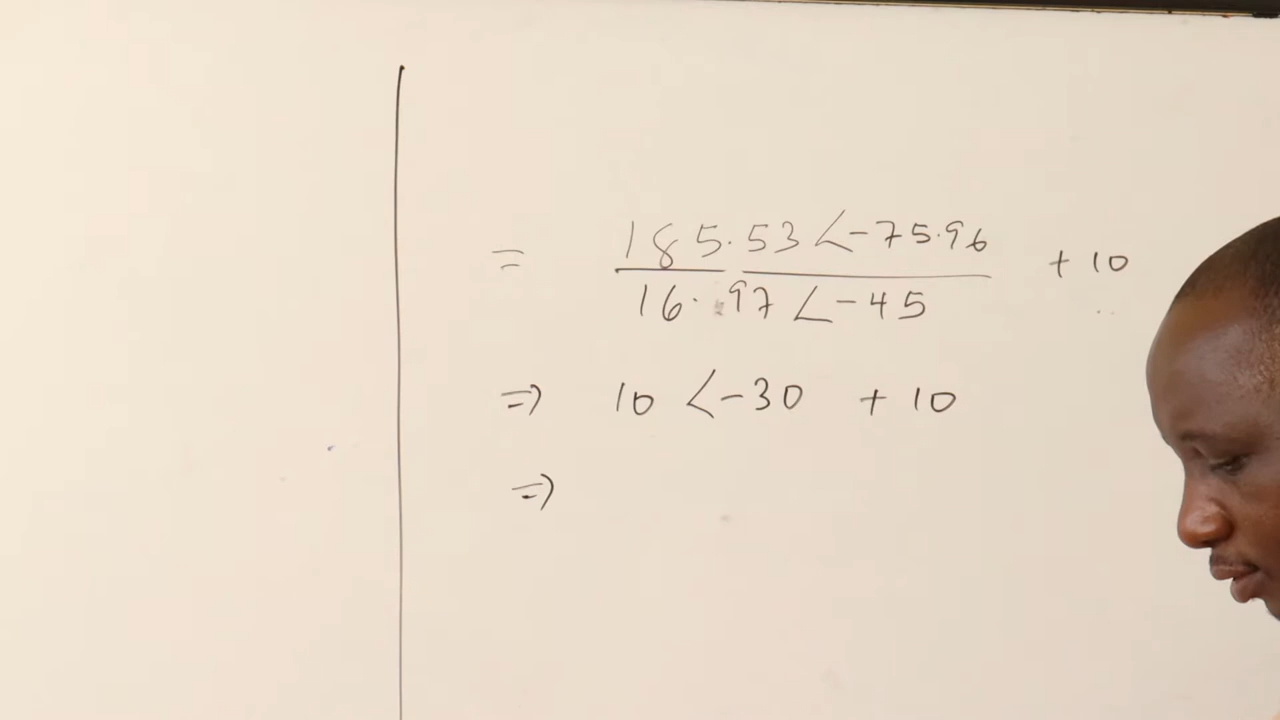 = 185.53 ∠-75.96 + 10
16.97 ∠-45
⇒ 10 ∠-30 + 10
⇒